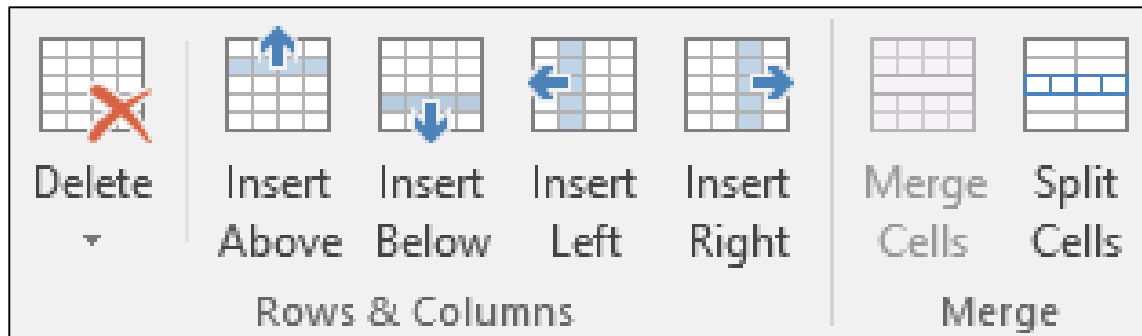 Delete
Insert Above
Insert Below
Insert Left
Insert Right
Rows & Columns
Merge Cells
Split Cells
Merge